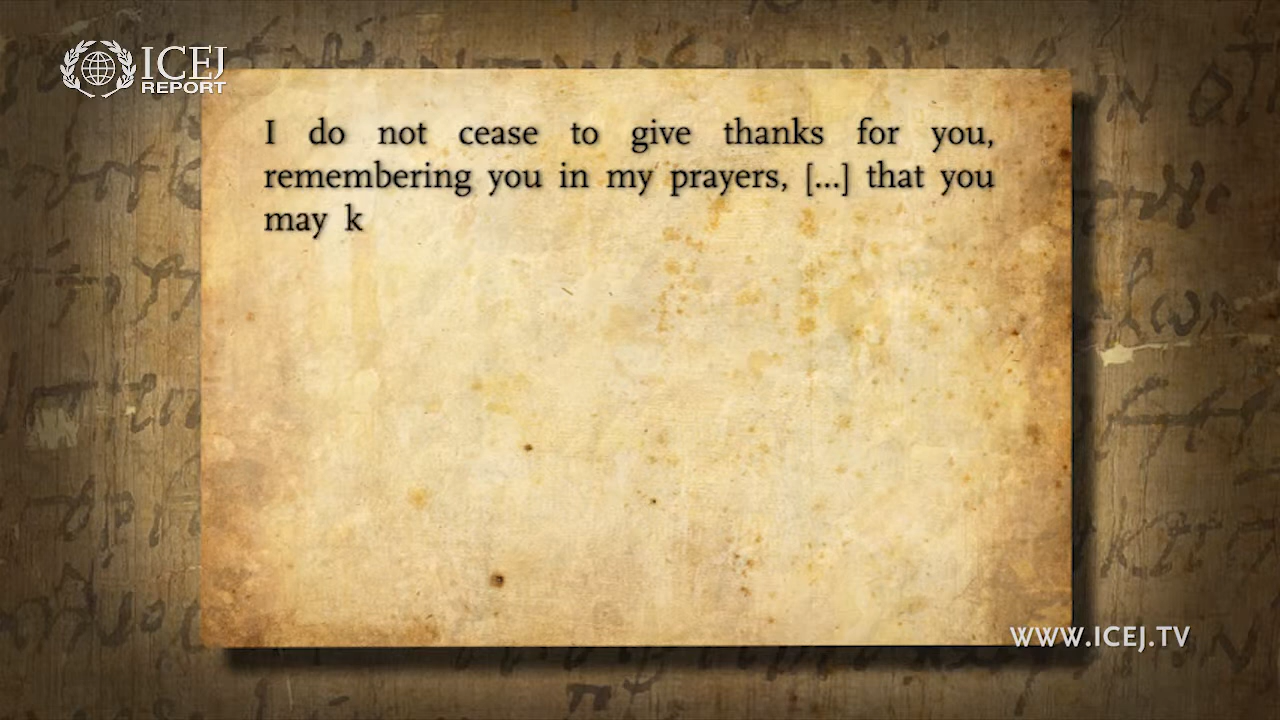 ICEJ
REPORT
I do not cease to give thanks for you,
remembering you in my prayers, [...] that you
may k
WWW.ICEJ.TV